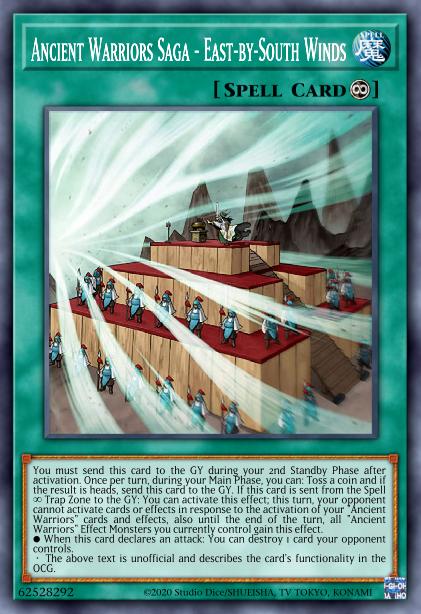 Ancient Warriors Saga - East-by-South Winds
SPELL
魔
[Spell Card∞]
You must send this card to the GY during your 2nd Standby Phase after
activation. Once per turn, during your Main Phase, you can: Toss a coin and if
the result is heads, send this card to the GY. If this card is sent from the Spell
∞ Trap Zone to the GY: You can activate this effect; this turn, your opponent
cannot activate cards or effects in response to the activation of your "Ancient
Warriors" cards and effects, also until the end of the turn, all "Ancient
Warriors" Effect Monsters you currently control gain this effect.
● When this card declares an attack: You can destroy 1 card your opponent
controls.
· The above text is unofficial and describes the card's functionality in the
OCG.
62528292
©2020 Studio Dice/SHUEISHA, TV TOKYO, KONAMI